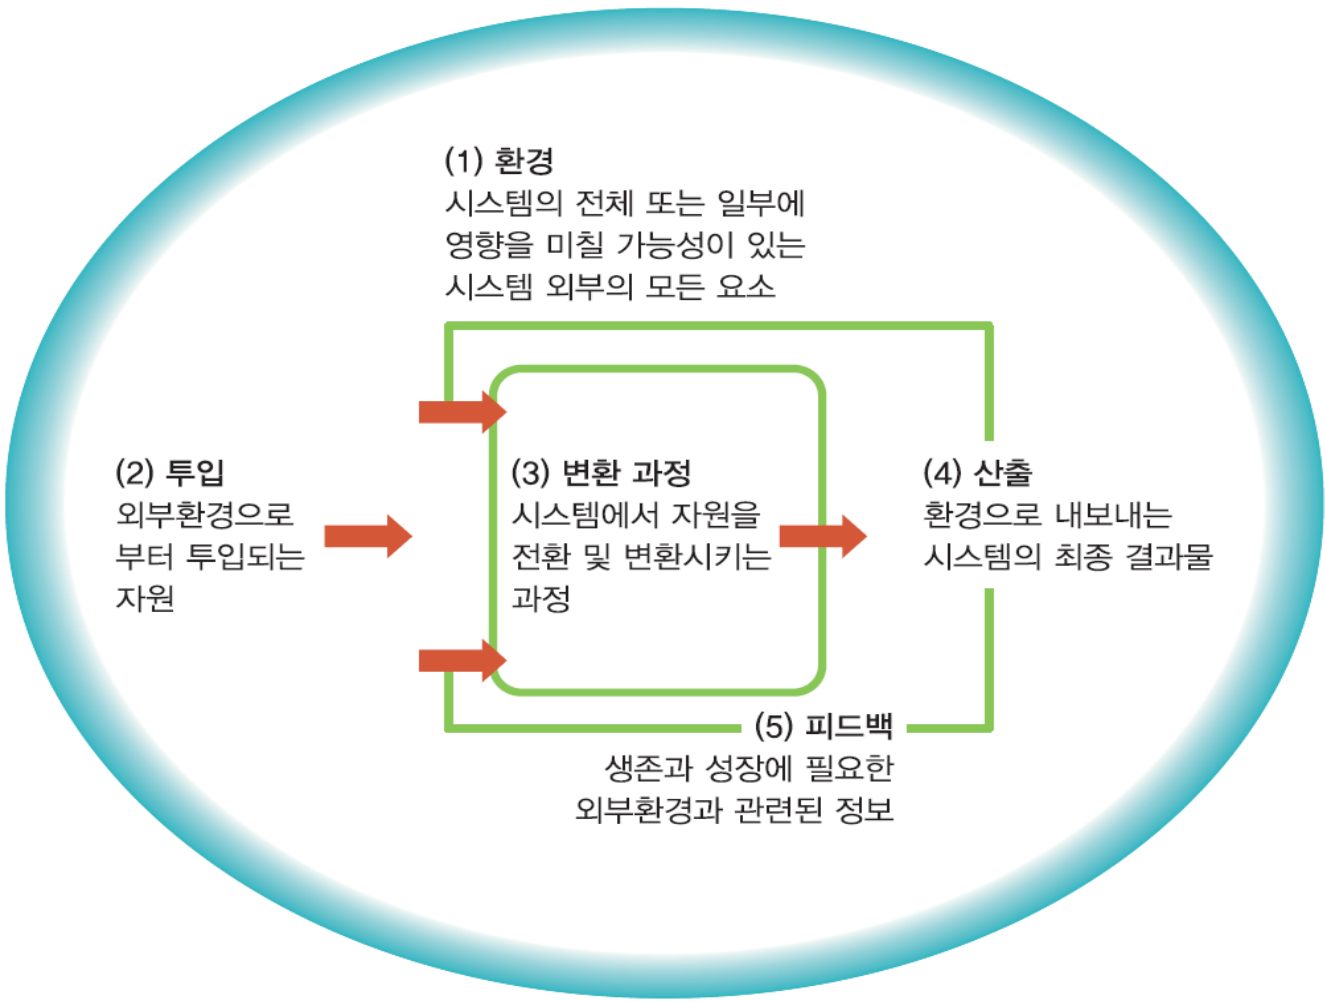 (1) 환경
시스템의 전체 또는 일부에
영향을 미칠 가능성이 있는
시스템 외부의 모든 요소
(2) 투입
외부환경으로
부터 투입되는
자원
(3) 변환 과정
시스템에서 자원을
전환 및 변환시키는
과정
(4) 산출
환경으로 내보내는
시스템의 최종 결과물
(5) 피드백
생존과 성장에 필요한
외부환경과 관련된 정보